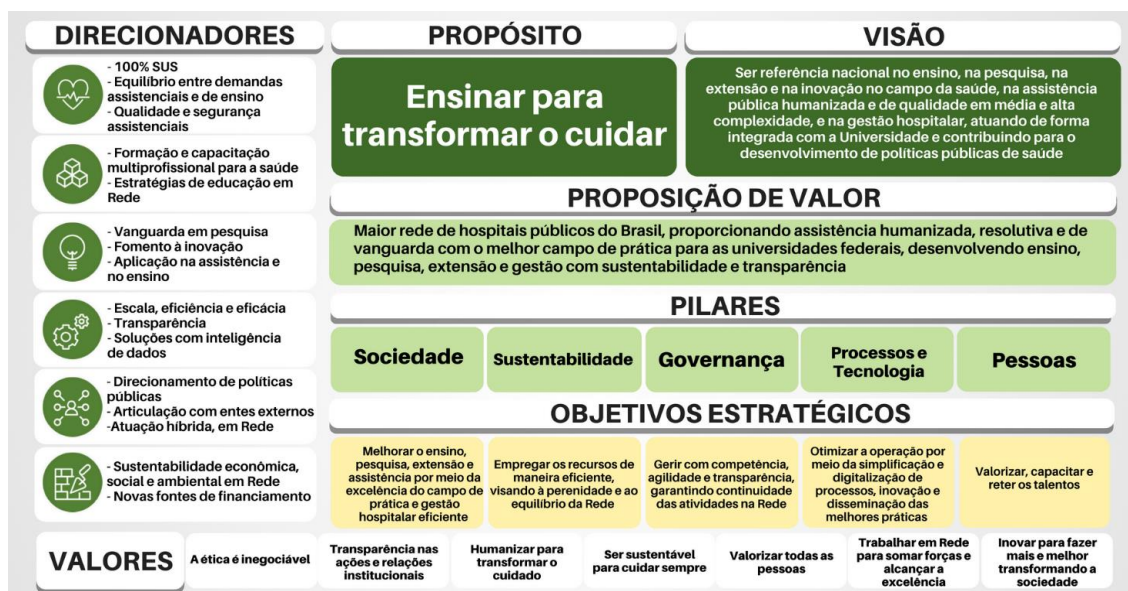 DIRECIONADORES
- 100% SUS
- Equilíbrio entre demandas
assistenciais e de ensino
- Qualidade e segurança
assistenciais
- Formação e capacitação
multiprofissional para a saúde
- Estratégias de educação em
Rede
- Vanguarda em pesquisa
- Fomento à inovação
- Aplicação na assistência e
no ensino
- Escala, eficiência e eficácia
- Transparência
- Soluções com inteligência
de dados
- Direcionamento de políticas
públicas
- Articulação com entes externos
-Atuação híbrida, em Rede
- Sustentabilidade econômica,
social e ambiental em Rede
- Novas fontes de financiamento
PROPÓSITO
Ensinar para
transformar o cuidar
VISÃO
Ser referência nacional no ensino, na pesquisa, na
extensão e na inovação no campo da saúde, na assistência
pública humanizada e de qualidade em média e alta
complexidade, e na gestão hospitalar, atuando de forma
integrada com a Universidade e contribuindo para o
desenvolvimento de políticas públicas de saúde
PROPOSIÇÃO DE VALOR
Maior rede de hospitais públicos do Brasil, proporcionando assistência humanizada, resolutiva e de
vanguarda com o melhor campo de prática para as universidades federais, desenvolvendo ensino,
pesquisa, extensão e gestão com sustentabilidade e transparência
PILARES
Sociedade
Sustentabilidade
Governança
Processos e
Tecnologia
Pessoas
OBJETIVOS ESTRATÉGICOS
Melhorar o ensino,
pesquisa, extensão e
assistência por meio da
excelência do campo de
prática e gestão
hospitalar eficiente
Empregar os recursos de
maneira eficiente,
visando à perenidade e ao
equilíbrio da Rede
Gerir com competência,
agilidade e transparência,
garantindo continuidade
das atividades na Rede
Otimizar a operação por
meio da simplificação e
digitalização de
processos, inovação e
disseminação das
melhores práticas
Valorizar, capacitar e
reter os talentos
VALORES
A ética é inegociável
Transparência nas
ações e relações
institucionais
Humanizar para
transformar o
cuidado
Ser sustentável
para cuidar sempre
Valorizar todas as
pessoas
Trabalhar em Rede
para somar forças e
alcançar a
excelência
Inovar para fazer
mais e melhor
transformando a
sociedade